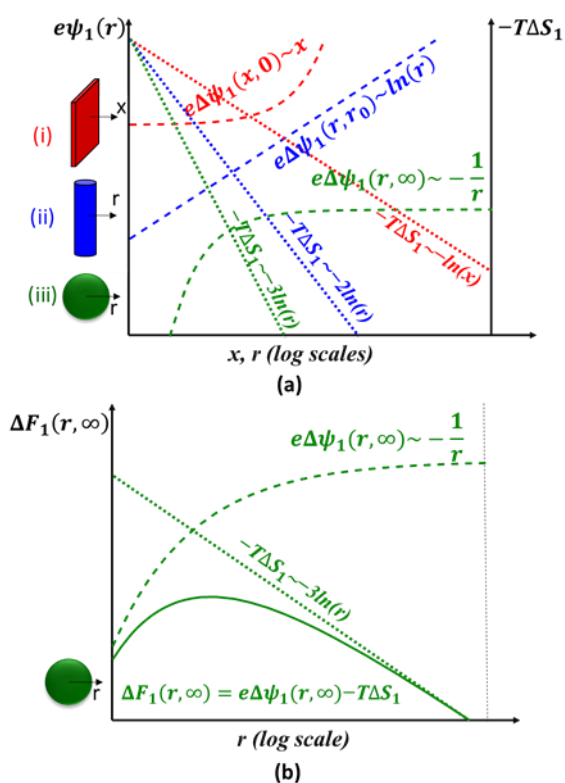 eψ₁(r)
−TΔS₁
(i)
x
(ii)
r
(iii)
r
eΔψ₁(x, 0)~x
eΔψ₁(r, r₀)~ln(r)
eΔψ₁(r, ∞)~ − 1/r
−TΔS₁~−3ln(r)
−TΔS₁~−2ln(r)
−TΔS₁~−ln(x)
x, r (log scales)
(a)
ΔF₁(r, ∞)
eΔψ₁(r, ∞)~ − 1/r
−TΔS₁~−3ln(r)
r
ΔF₁(r, ∞) = eΔψ₁(r, ∞)−TΔS₁
r (log scale)
(b)